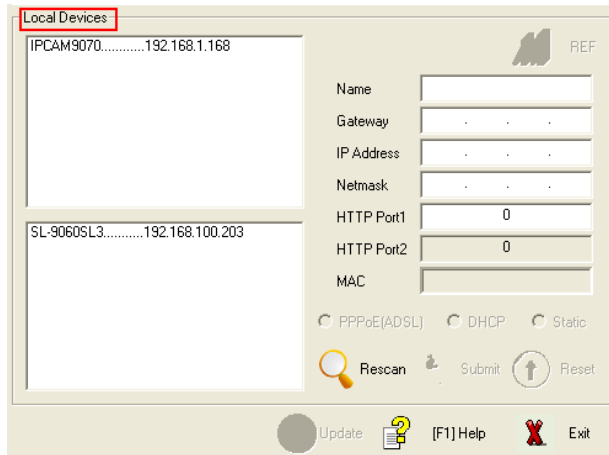 Local Devices
IPCAM9070...........192.168.1.168
REF
Name
Gateway . . .
IP Address . . .
Netmask . . .
HTTP Port1 0
SL-9060SL3..........192.168.100.203
HTTP Port2 0
MAC
PPPoE(ADSL) DHCP Static
Rescan Submit Reset
Update [F1] Help Exit